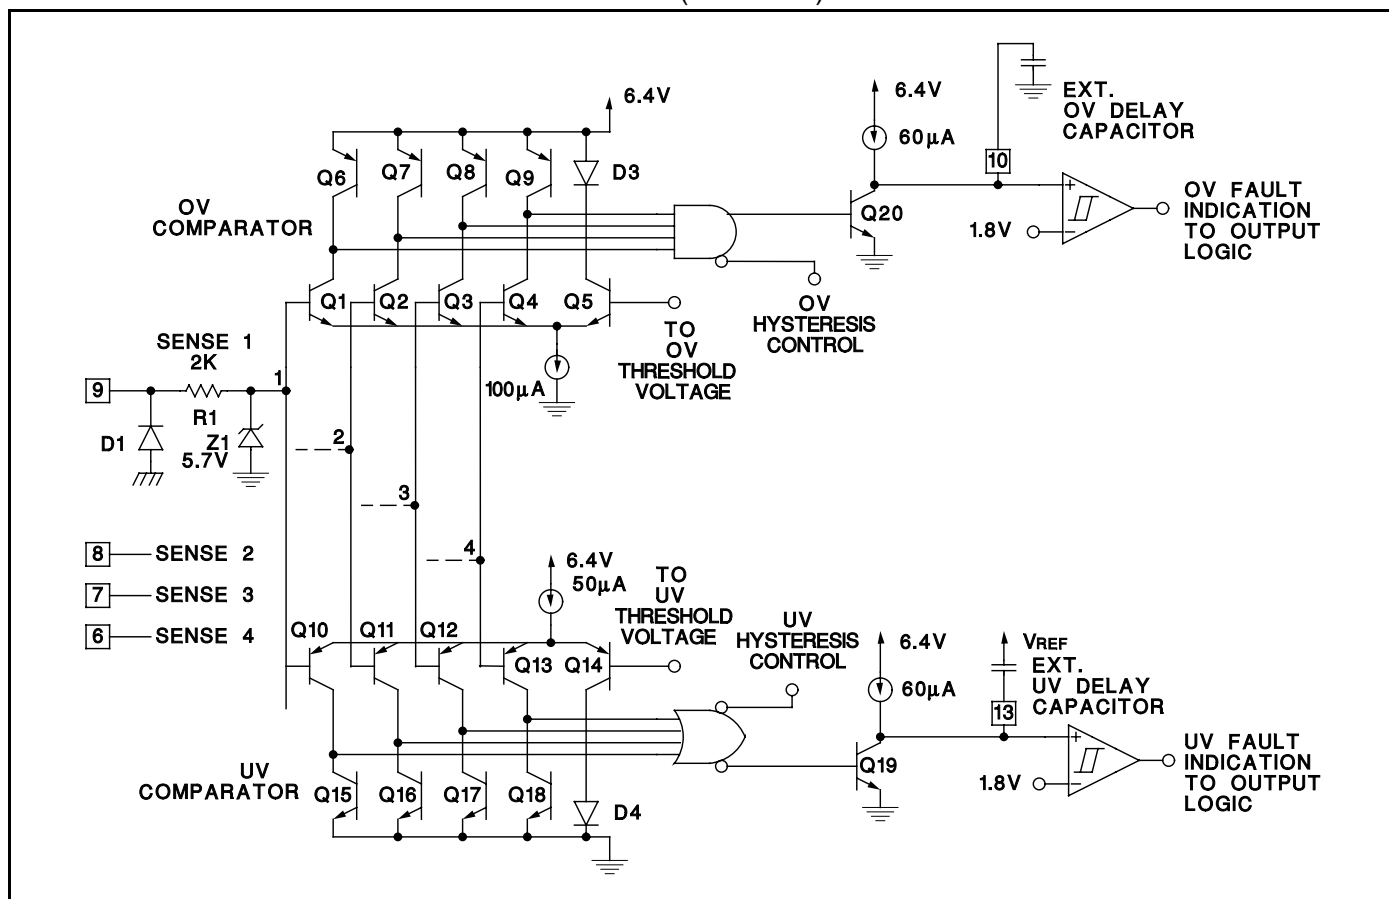 6.4V
6.4V
60µA
EXT.
OV DELAY
CAPACITOR
10
Q6
Q7
Q8
Q9
D3
OV
COMPARATOR
Q20
+
1.8V
−
OV FAULT
INDICATION
TO OUTPUT
LOGIC
Q1
Q2
Q3
Q4
Q5
OV
HYSTERESIS
CONTROL
TO
OV
THRESHOLD
VOLTAGE
100µA
SENSE 1
2K
1
9
R1
D1
Z1
5.7V
2
3
4
8
SENSE 2
7
SENSE 3
6
SENSE 4
6.4V
50µA
TO
UV
THRESHOLD
VOLTAGE
UV
HYSTERESIS
CONTROL
Q10
Q11
Q12
Q13
Q14
6.4V
60µA
VREF
EXT.
UV DELAY
CAPACITOR
13
Q19
+
1.8V
−
UV FAULT
INDICATION
TO OUTPUT
LOGIC
UV
COMPARATOR
Q15
Q16
Q17
Q18
D4